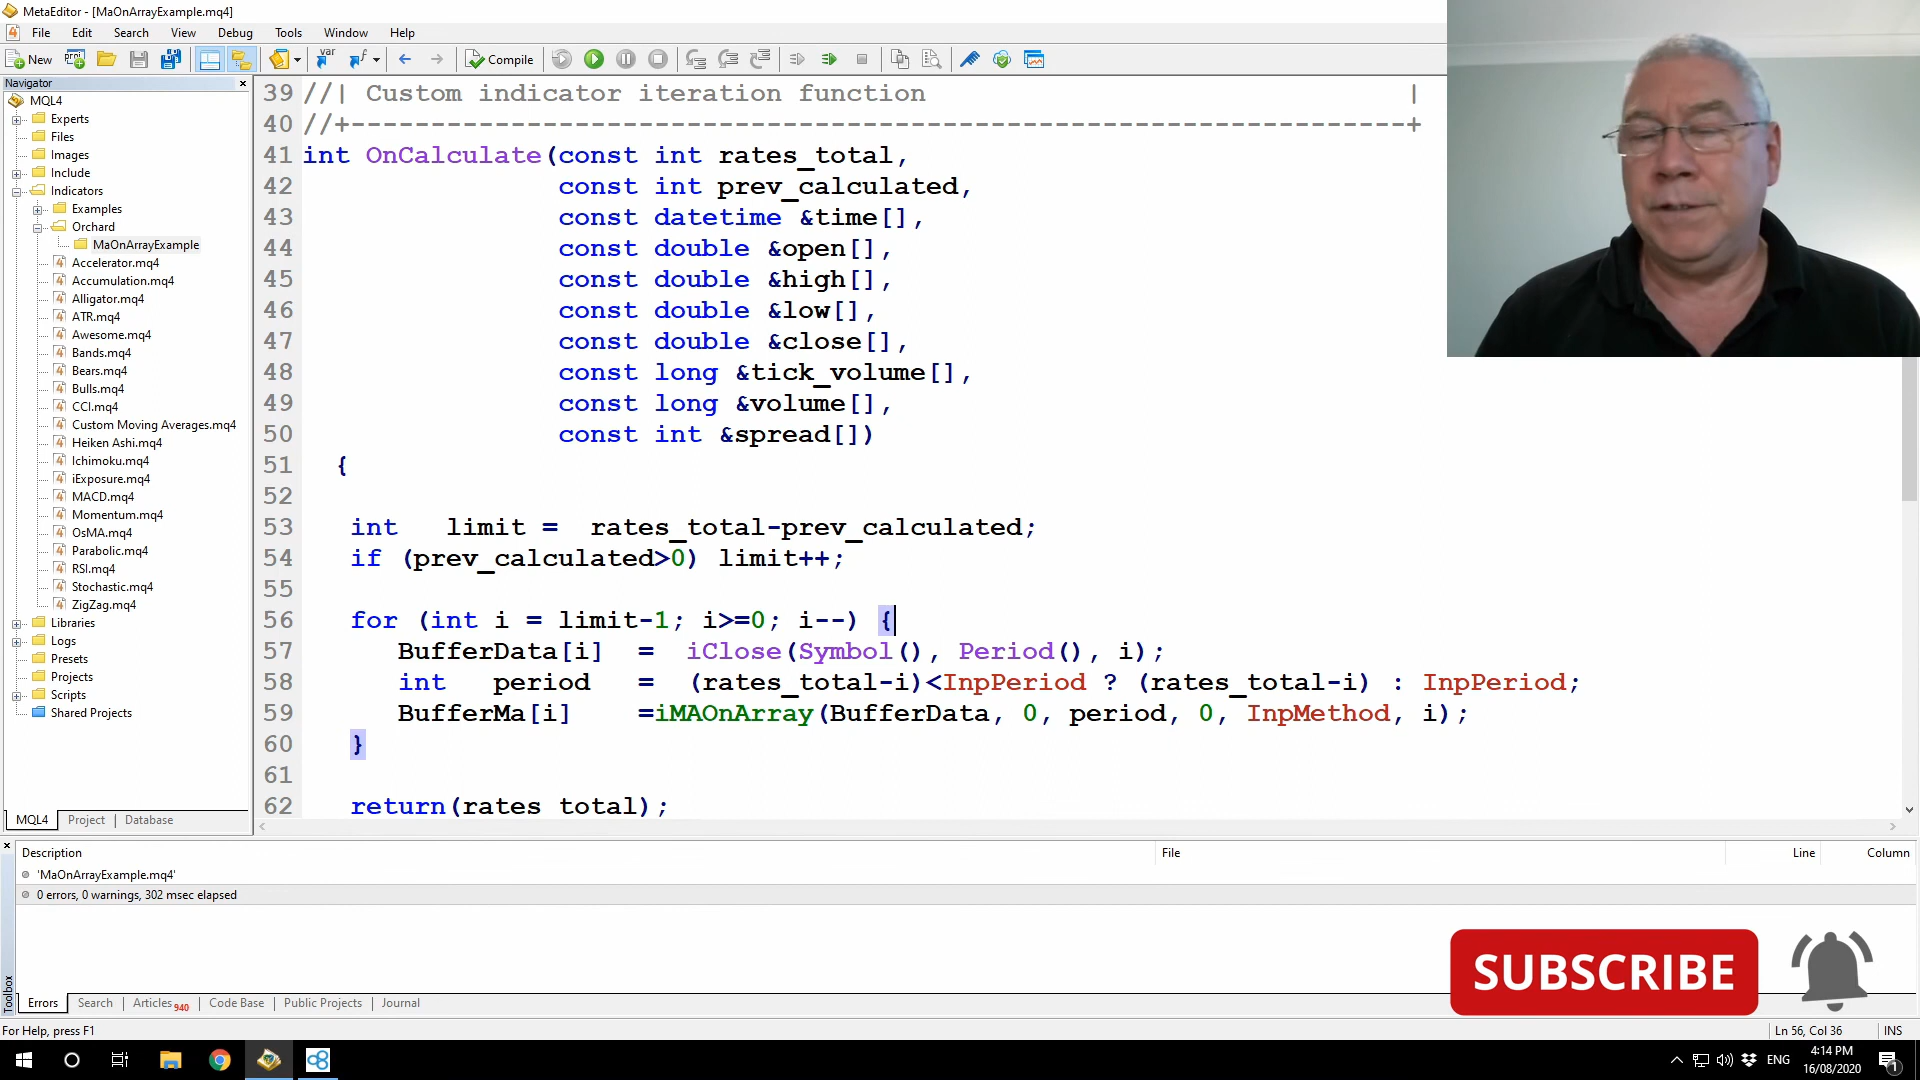 MetaEditor - [MaOnArrayExample.mq4]
File Edit Search View Debug Tools Window Help
New Compile
Navigator
MQL4
Experts
Files
Images
Include
Indicators
Examples
Orchard
MaOnArrayExample
Accelerator.mq4
Accumulation.mq4
Alligator.mq4
ATR.mq4
Awesome.mq4
Bands.mq4
Bears.mq4
Bulls.mq4
CCI.mq4
Custom Moving Averages.mq4
Heiken Ashi.mq4
Ichimoku.mq4
iExposure.mq4
MACD.mq4
Momentum.mq4
OsMA.mq4
Parabolic.mq4
RSI.mq4
Stochastic.mq4
ZigZag.mq4
Libraries
Logs
Presets
Projects
Scripts
Shared Projects
MQL4 Project Database
39 //| Custom indicator iteration function |
40 //+------------------------------------------------------------------+
41 int OnCalculate(const int rates_total,
42 const int prev_calculated,
43 const datetime &time[],
44 const double &open[],
45 const double &high[],
46 const double &low[],
47 const double &close[],
48 const long &tick_volume[],
49 const long &volume[],
50 const int &spread[])
51 {
52
53 int limit = rates_total-prev_calculated;
54 if (prev_calculated>0) limit++;
55
56 for (int i = limit-1; i>=0; i--) {
57 BufferData[i] = iClose(Symbol(), Period(), i);
58 int period = (rates_total-i)<InpPeriod ? (rates_total-i) : InpPeriod;
59 BufferMa[i] =iMAOnArray(BufferData, 0, period, 0, InpMethod, i);
60 }
61
62 return(rates total);
Description File Line Column
'MaOnArrayExample.mq4'
0 errors, 0 warnings, 302 msec elapsed
Toolbox
Errors Search Articles 940 Code Base Public Projects Journal
SUBSCRIBE
For Help, press F1 Ln 56, Col 36 INS
ENG
4:14 PM
16/08/2020
1